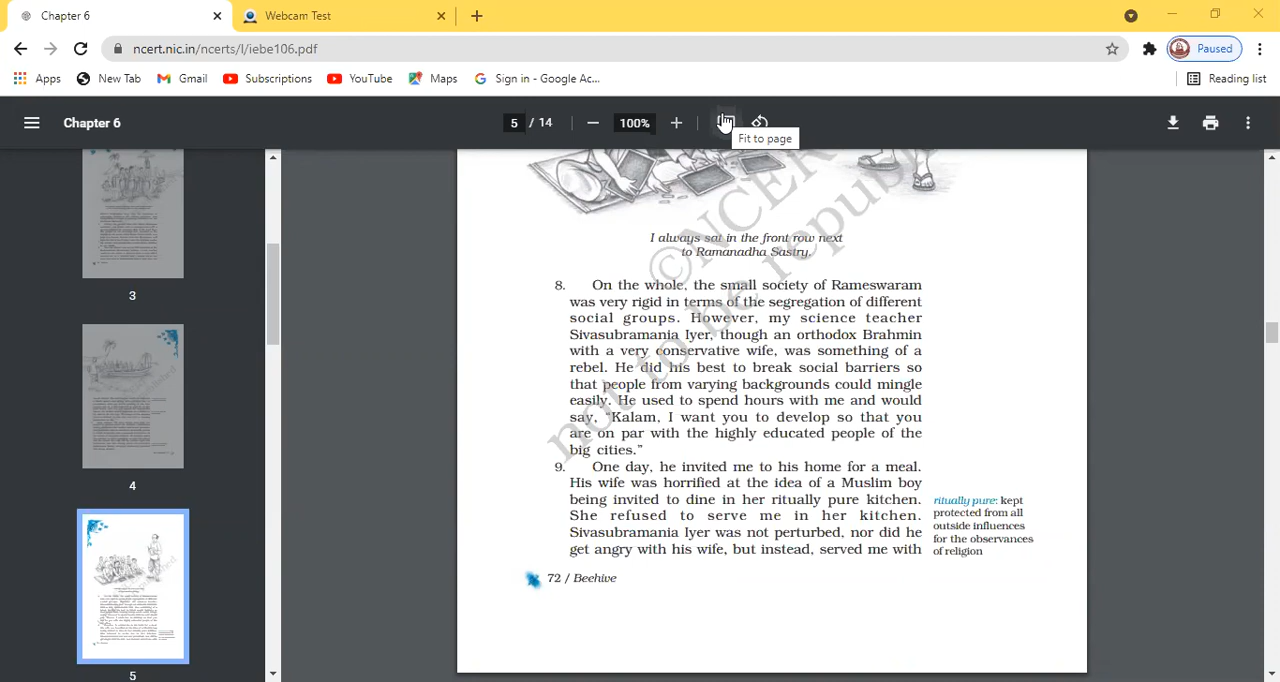 Chapter 6
Webcam Test
ncert.nic.in/ncerts/l/iebe106.pdf
Paused
Apps
New Tab
Gmail
Subscriptions
YouTube
Maps
Sign in - Google Ac...
Reading list
Chapter 6
5 / 14
100%
Fit to page
3
4
5
©NCER
not to be republ
I always sat in the front row next
to Ramanadha Sastry.
8. On the whole, the small society of Rameswaram
was very rigid in terms of the segregation of different
social groups. However, my science teacher
Sivasubramania Iyer, though an orthodox Brahmin
with a very conservative wife, was something of a
rebel. He did his best to break social barriers so
that people from varying backgrounds could mingle
easily. He used to spend hours with me and would
say, “Kalam, I want you to develop so that you
are on par with the highly educated people of the
big cities.”
9. One day, he invited me to his home for a meal.
His wife was horrified at the idea of a Muslim boy
being invited to dine in her ritually pure kitchen.
She refused to serve me in her kitchen.
Sivasubramania Iyer was not perturbed, nor did he
get angry with his wife, but instead, served me with
ritually pure: kept
protected from all
outside influences
for the observances
of religion
72 / Beehive